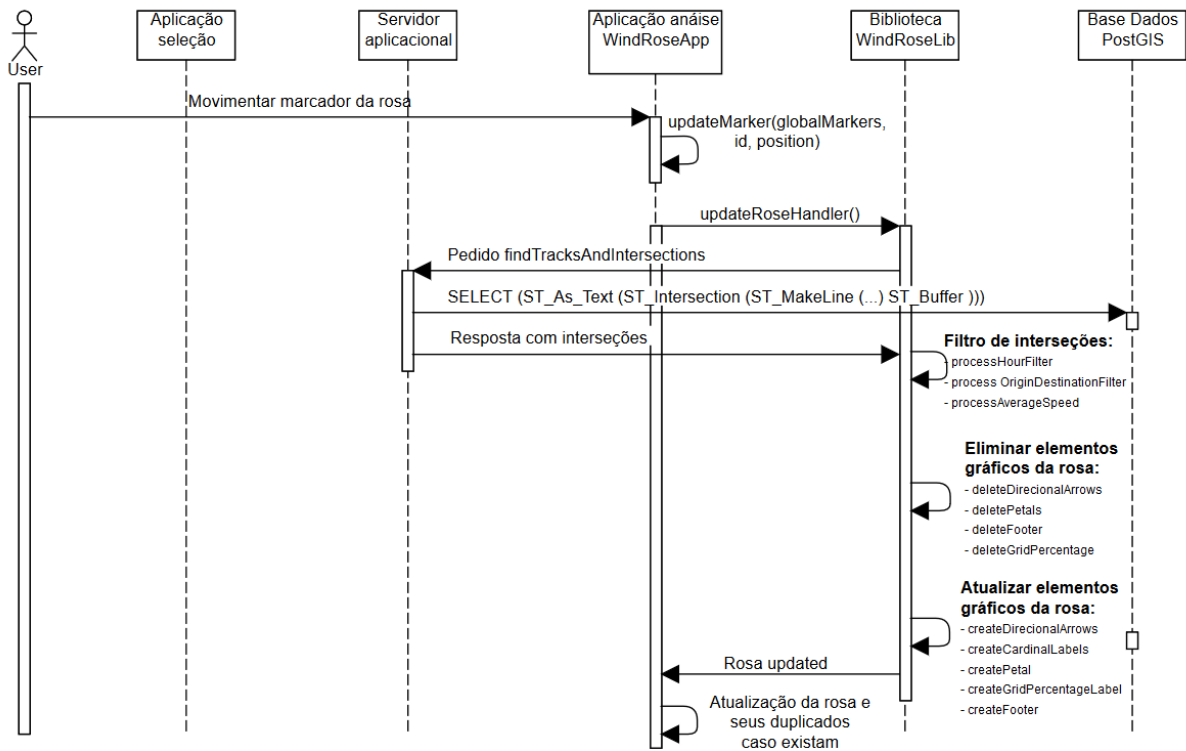 User
Aplicação
seleção
Servidor
aplicacional
Aplicação anáise
WindRoseApp
Biblioteca
WindRoseLib
Base Dados
PostGIS
Movimentar marcador da rosa
updateMarker(globalMarkers,
id, position)
updateRoseHandler()
Pedido findTracksAndIntersections
SELECT (ST_As_Text (ST_Intersection (ST_MakeLine (...) ST_Buffer )))
Resposta com interseções
Filtro de interseções:
- processHourFilter
- process OriginDestinationFilter
- processAverageSpeed
Eliminar elementos
gráficos da rosa:
- deleteDirecionalArrows
- deletePetals
- deleteFooter
- deleteGridPercentage
Atualizar elementos
gráficos da rosa:
- createDirecionalArrows
- createCardinalLabels
- createPetal
- createGridPercentageLabel
- createFooter
Rosa updated
Atualização da rosa e
seus duplicados
caso existam